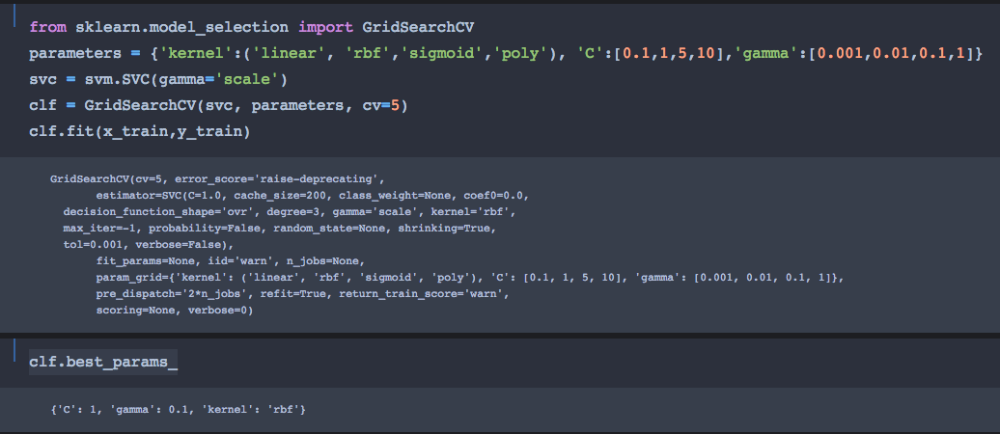 from sklearn.model_selection import GridSearchCV
parameters = {'kernel':('linear', 'rbf','sigmoid','poly'), 'C':[0.1,1,5,10],'gamma':[0.001,0.01,0.1,1]}
svc = svm.SVC(gamma='scale')
clf = GridSearchCV(svc, parameters, cv=5)
clf.fit(x_train,y_train)
GridSearchCV(cv=5, error_score='raise-deprecating',
estimator=SVC(C=1.0, cache_size=200, class_weight=None, coef0=0.0,
decision_function_shape='ovr', degree=3, gamma='scale', kernel='rbf',
max_iter=-1, probability=False, random_state=None, shrinking=True,
tol=0.001, verbose=False),
fit_params=None, iid='warn', n_jobs=None,
param_grid={'kernel': ('linear', 'rbf', 'sigmoid', 'poly'), 'C': [0.1, 1, 5, 10], 'gamma': [0.001, 0.01, 0.1, 1]},
pre_dispatch='2*n_jobs', refit=True, return_train_score='warn',
scoring=None, verbose=0)
clf.best_params_
{'C': 1, 'gamma': 0.1, 'kernel': 'rbf'}